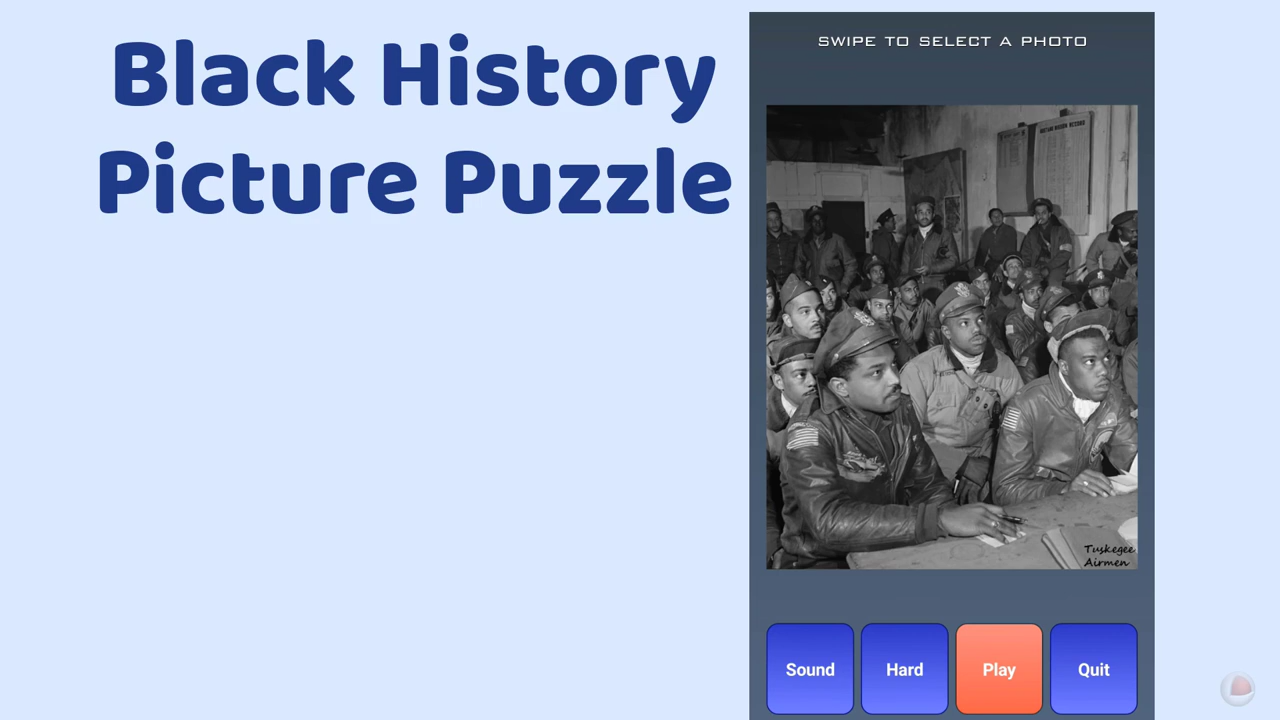 Black History
Picture Puzzle
SWIPE TO SELECT A PHOTO
Tuskegee
Airmen
Sound
Hard
Play
Quit